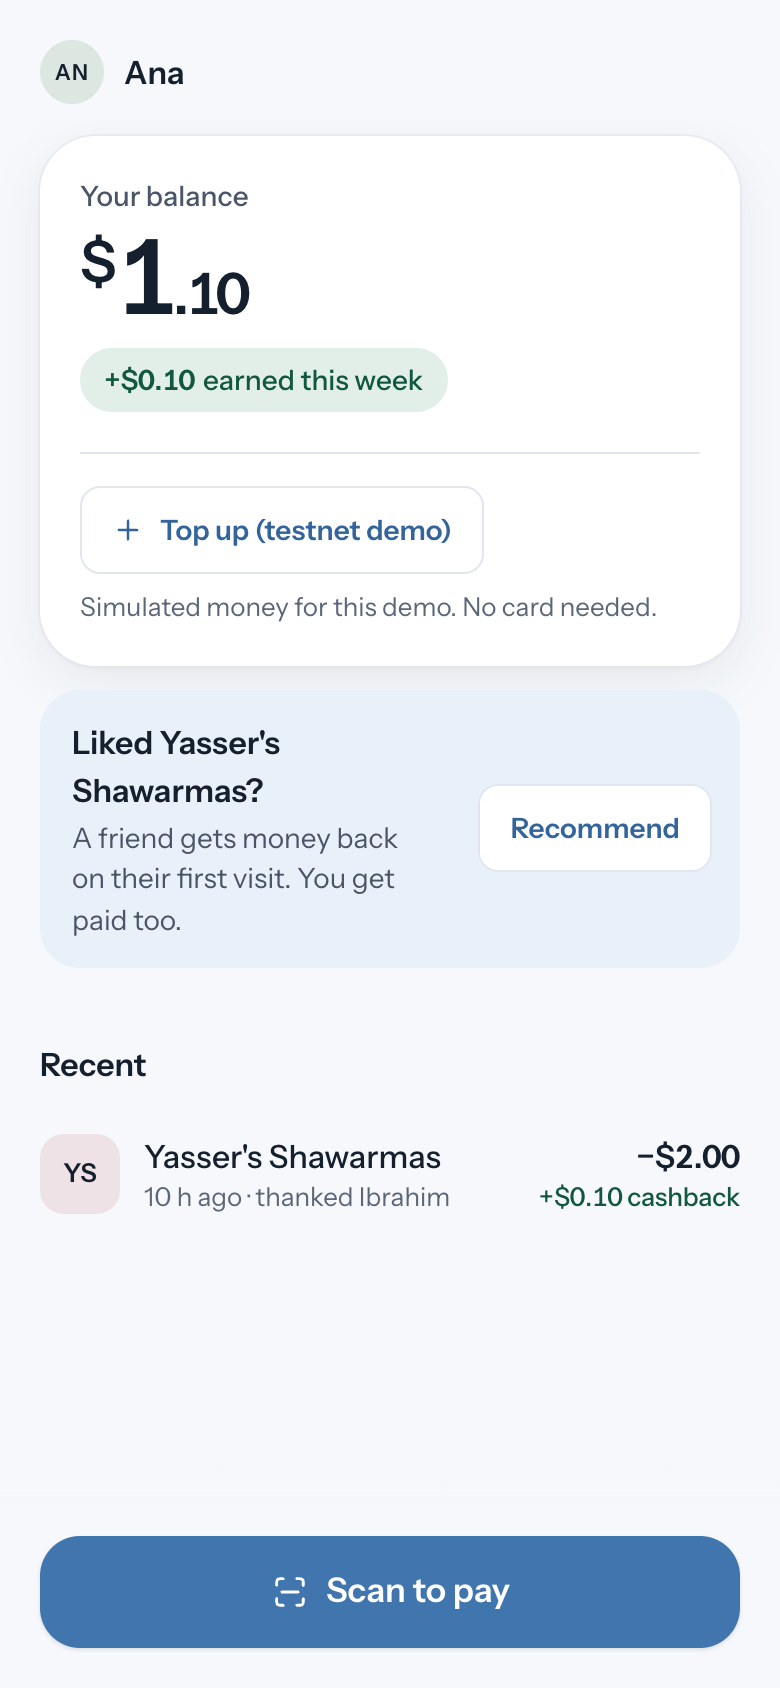 AN Ana
Your balance
$1.10
+$0.10 earned this week
Top up (testnet demo)
Simulated money for this demo. No card needed.
Liked Yasser's
Shawarmas?
A friend gets money back
on their first visit. You get
paid too.
Recommend
Recent
YS
Yasser's Shawarmas −$2.00
10 h ago · thanked Ibrahim +$0.10 cashback
Scan to pay